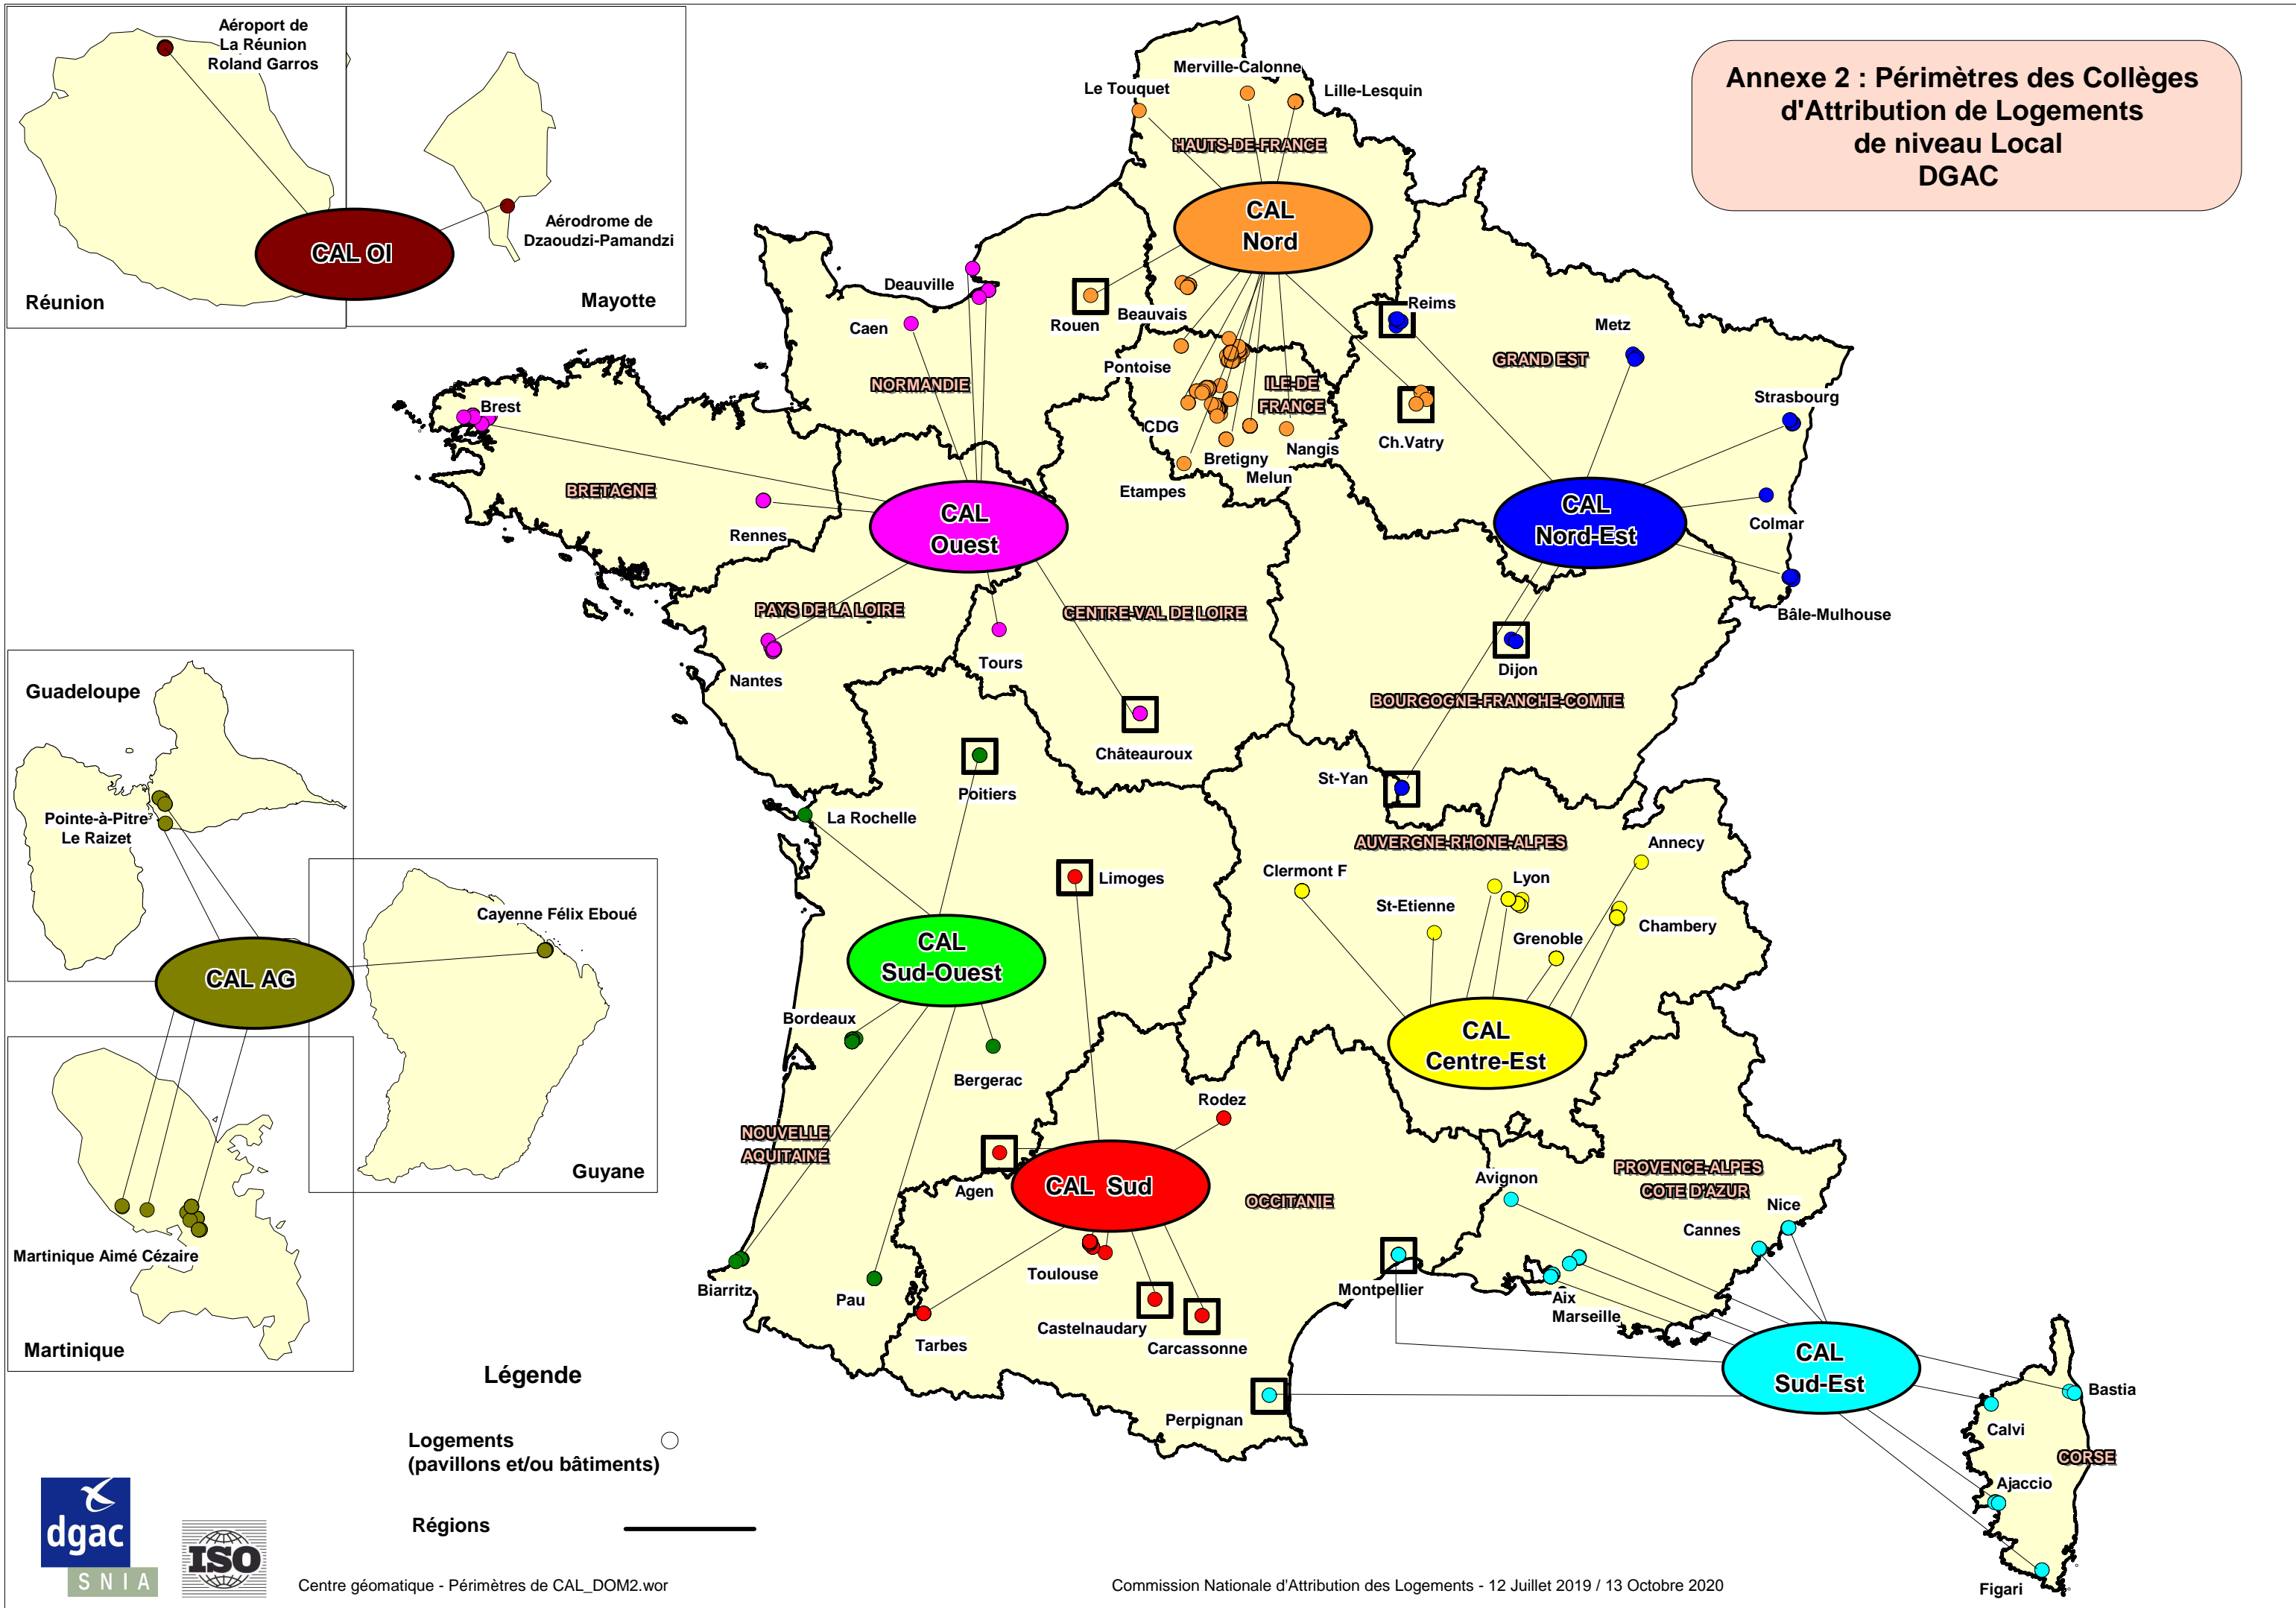 Annexe 2 : Périmètres des Collèges
d'Attribution de Logements
de niveau Local
DGAC
Aéroport de
La Réunion
Roland Garros
Aérodrome de
Dzaoudzi-Pamandzi
CAL OI
Réunion
Mayotte
Merville-Calonne
Le Touquet
Lille-Lesquin
HAUTS-DE-FRANCE
CAL
Nord
Deauville
Caen
Rouen
Beauvais
Reims
Metz
NORMANDIE
Pontoise
ILE-DE
FRANCE
GRAND EST
Strasbourg
Brest
CDG
Bretigny
Nangis
Melun
Etampes
Ch.Vatry
BRETAGNE
Rennes
CAL
Ouest
CAL
Nord-Est
Colmar
Bâle-Mulhouse
PAYS DE LA LOIRE
CENTRE-VAL DE LOIRE
Nantes
Tours
Dijon
BOURGOGNE-FRANCHE-COMTE
Châteauroux
St-Yan
Guadeloupe
Pointe-à-Pitre
Le Raizet
Poitiers
La Rochelle
Limoges
AUVERGNE-RHONE-ALPES
Annecy
Clermont F
Lyon
St-Etienne
Chambery
Grenoble
Cayenne Félix Eboué
CAL AG
Guyane
CAL
Sud-Ouest
CAL
Centre-Est
Bordeaux
Bergerac
Rodez
NOUVELLE
AQUITAINE
Agen
CAL Sud
OCCITANIE
Avignon
PROVENCE-ALPES
COTE D'AZUR
Nice
Cannes
Martinique Aimé Cézaire
Martinique
Biarritz
Pau
Toulouse
Tarbes
Castelnaudary
Carcassonne
Montpellier
Aix
Marseille
Perpignan
CAL
Sud-Est
Bastia
Calvi
CORSE
Ajaccio
Figari
Légende
Logements
(pavillons et/ou bâtiments)
Régions
dgac
SNIA
ISO
Centre géomatique - Périmètres de CAL_DOM2.wor
Commission Nationale d'Attribution des Logements - 12 Juillet 2019 / 13 Octobre 2020